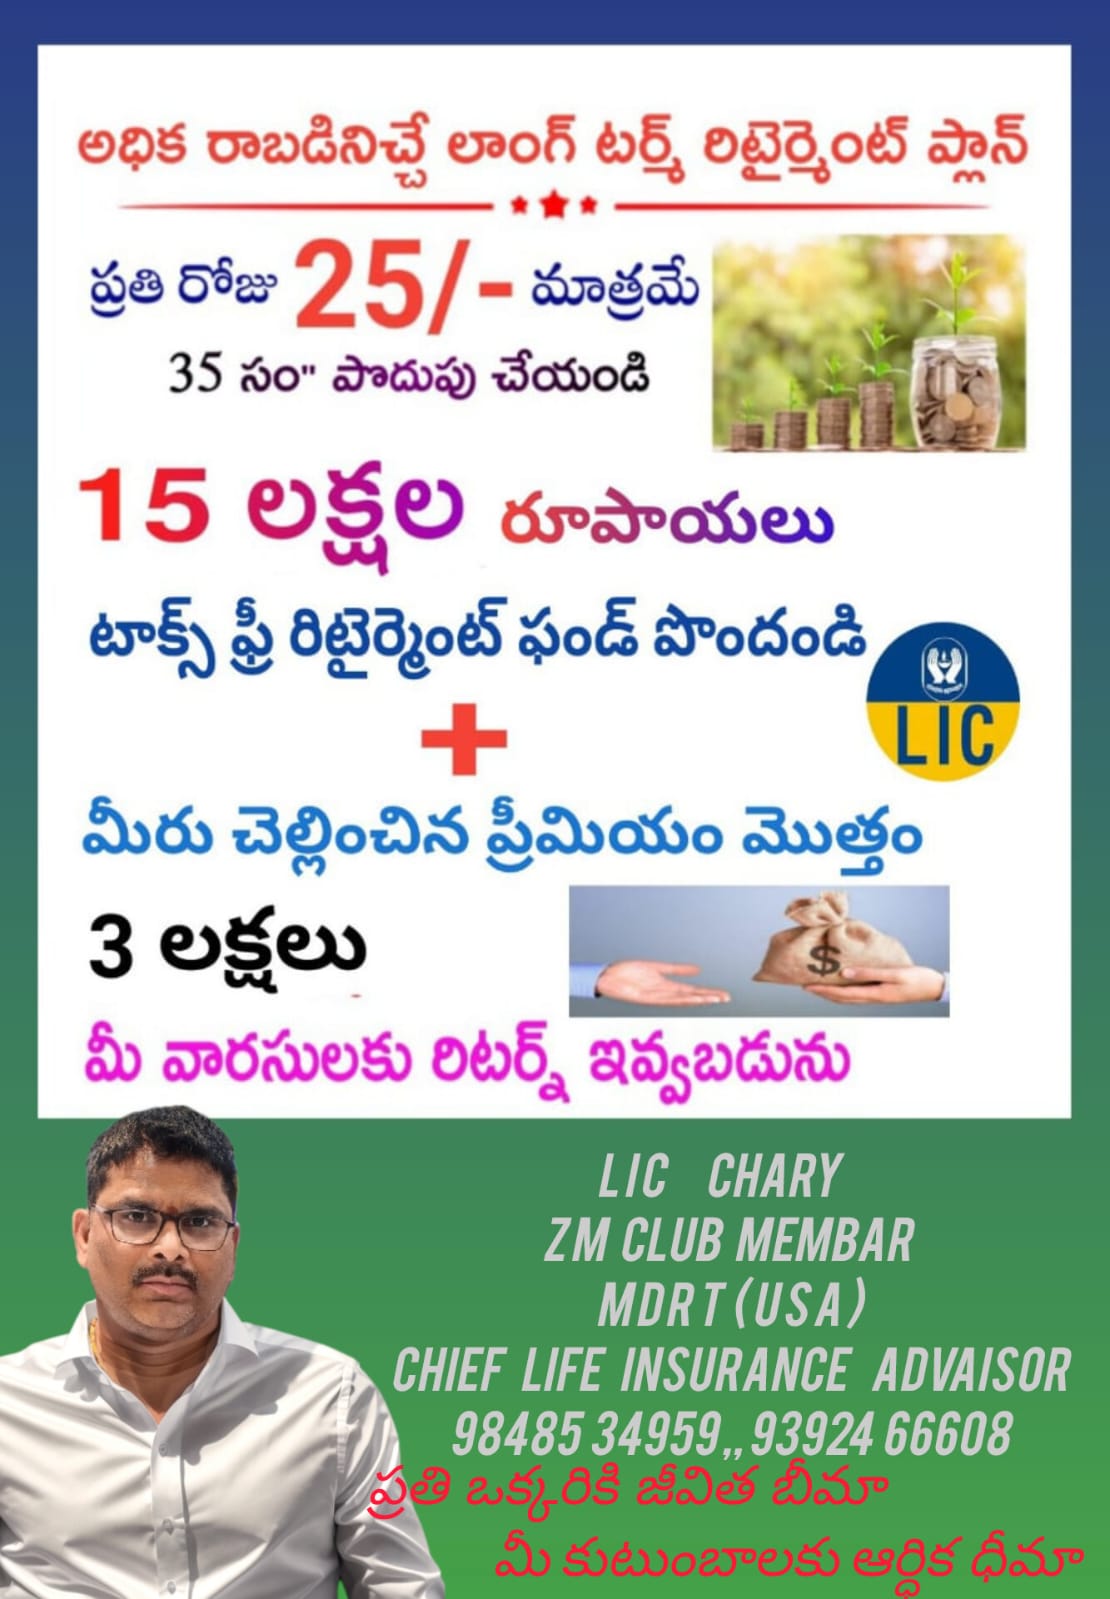 అధిక రాబడినిచ్చే లాంగ్ టర్మ్ రిటైర్మెంట్ ప్లాన్
ప్రతి రోజు 25/- మాత్రమే
35 సం" పొదుపు చేయండి
15 లక్షల రూపాయలు
టాక్స్ ఫ్రీ రిటైర్మెంట్ ఫండ్ పొందండి
+
LIC
మీరు చెల్లించిన ప్రీమియం మొత్తం
3 లక్షలు
$
మీ వారసులకు రిటర్న్ ఇవ్వబడును
LIC CHARY
ZM CLUB MEMBAR
MDRT (USA)
CHIEF LIFE INSURANCE ADVAISOR
98485 34959,, 93924 66608
ప్రతి ఒక్కరికి జీవిత బీమా
మీ కుటుంబాలకు ఆర్ధిక ధీమా